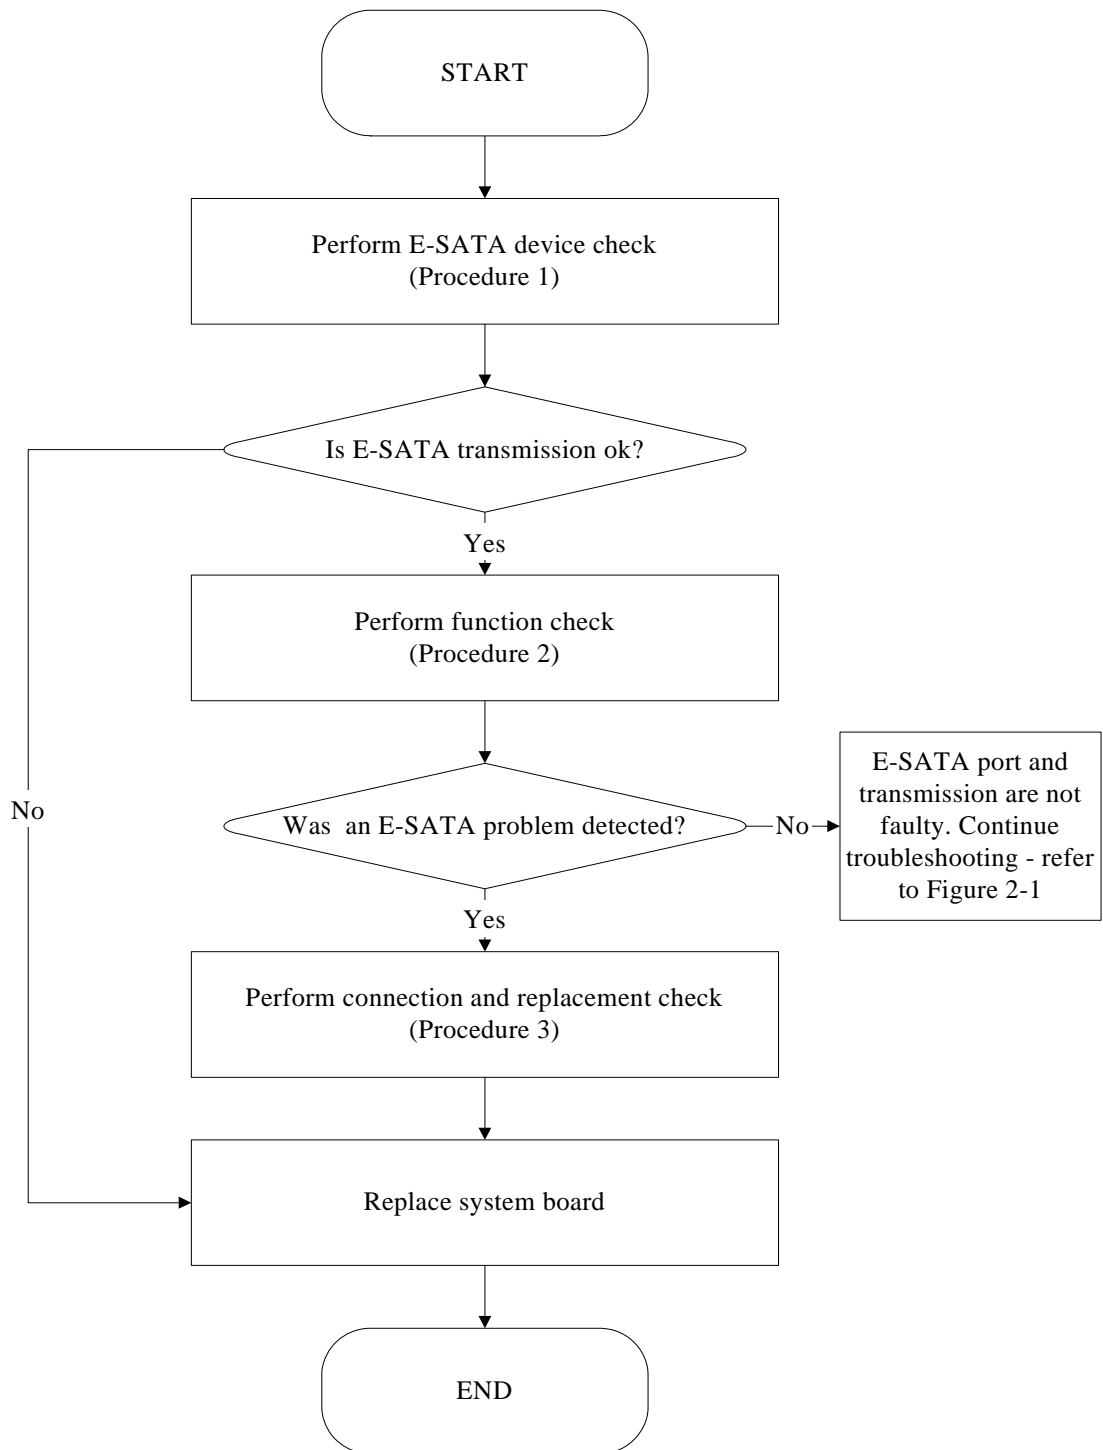 START
Perform E-SATA device check
(Procedure 1)
Is E-SATA transmission ok?
Yes
Perform function check
(Procedure 2)
No
Was an E-SATA problem detected?
No
E-SATA port and
transmission are not
faulty. Continue
troubleshooting - refer
to Figure 2-1
Yes
Perform connection and replacement check
(Procedure 3)
Replace system board
END